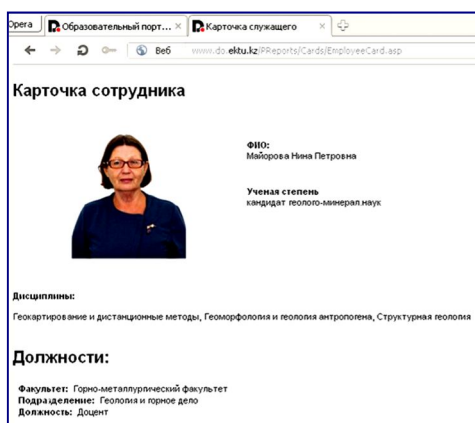 Opera
Образовательный порт...
Карточка служащего
Веб
www.do.ektu.kz/PReports/Cards/EmployeeCard.asp
Карточка сотрудника
ФИО:
Майорова Нина Петровна
Ученая степень
кандидат геолого-минерал.наук
Дисциплины:
Геокартирование и дистанционные методы, Геоморфология и геология антропогена, Структурная геология
Должности:
Факультет: Горно-металлургический факультет
Подразделение: Геология и горное дело
Должность: Доцент